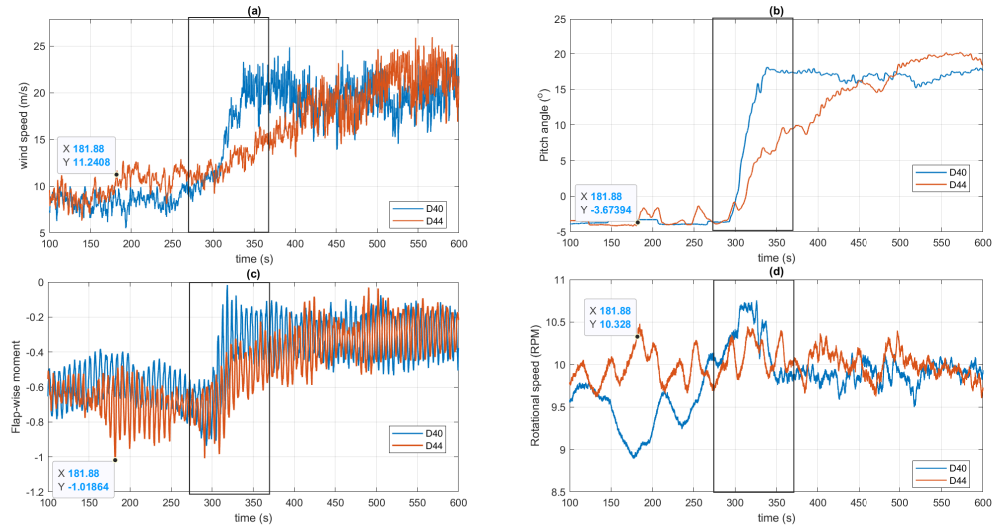 (a)
25
20
15
10
5
wind speed (m/s)
X 181.88
Y 11.2408
D40
D44
100 150 200 250 300 350 400 450 500 550 600
time (s)
(b)
25
20
15
10
5
0
-5
Pitch angle (°)
X 181.88
Y -3.67394
D40
D44
100 150 200 250 300 350 400 450 500 550 600
time (s)
(c)
0
-0.2
-0.4
-0.6
-0.8
-1
-1.2
Flap-wise moment
X 181.88
Y -1.01864
D40
D44
100 150 200 250 300 350 400 450 500 550 600
time (s)
(d)
11
10.5
10
9.5
9
8.5
Rotational speed (RPM)
X 181.88
Y 10.328
D40
D44
100 150 200 250 300 350 400 450 500 550 600
time (s)